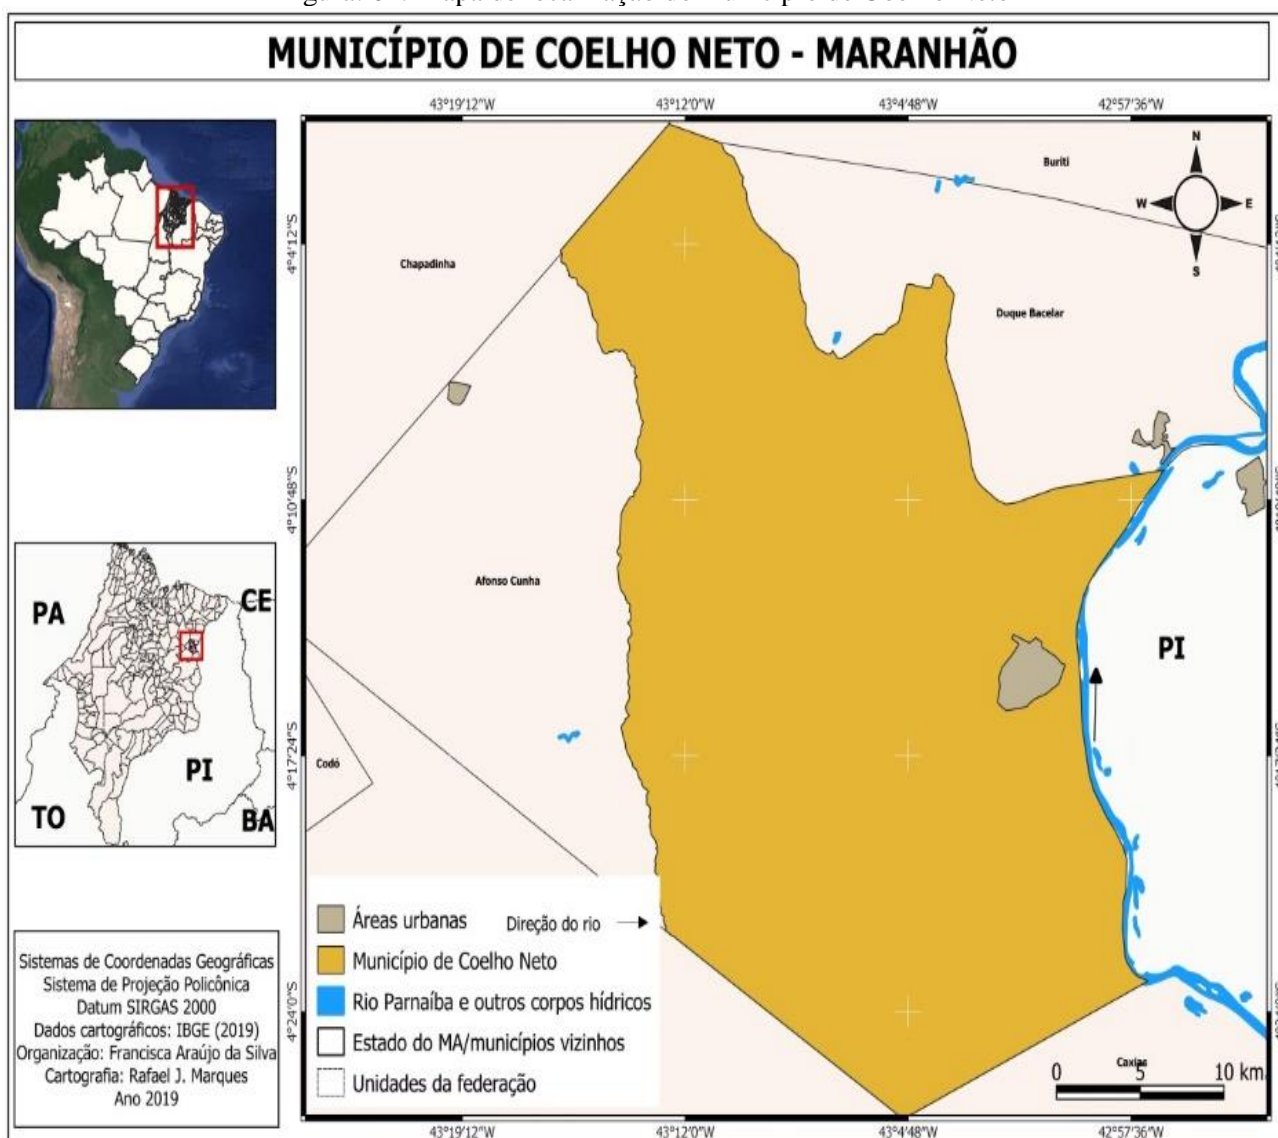 MUNICÍPIO DE COELHO NETO - MARANHÃO
43°19'12"W 43°12'0"W 43°4'48"W 42°57'36"W
Buriti
N
W E
S
4°4'12"S
Chapadinha
Duque Bacelar
4°10'48"S
Afonso Cunha
PA
CE
PI
TO
BA
PI
4°17'24"S
Codó
4°24'0"S
Áreas urbanas
Direção do rio
Município de Coelho Neto
Rio Parnaíba e outros corpos hídricos
Estado do MA/municípios vizinhos
Unidades da federação
Sistemas de Coordenadas Geográficas
Sistema de Projeção Policônica
Datum SIRGAS 2000
Dados cartográficos: IBGE (2019)
Organização: Francisca Araújo da Silva
Cartografia: Rafael J. Marques
Ano 2019
Caxias
0 5 10 km
43°19'12"W 43°12'0"W 43°4'48"W 42°57'36"W